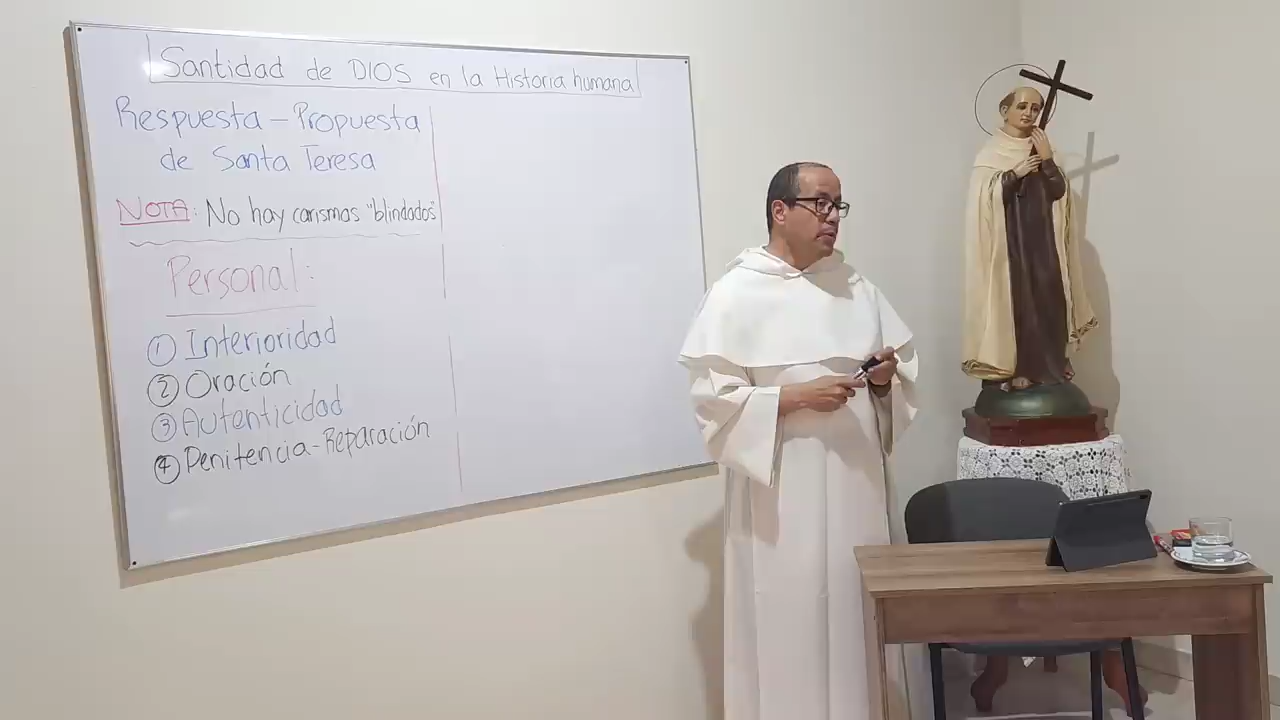 Santidad de DIOS en la Historia humana
Respuesta - Propuesta
de Santa Teresa
NOTA: No hay carismas "blindados"
Personal:
① Interioridad
② Oración
③ Autenticidad
④ Penitencia-Reparación